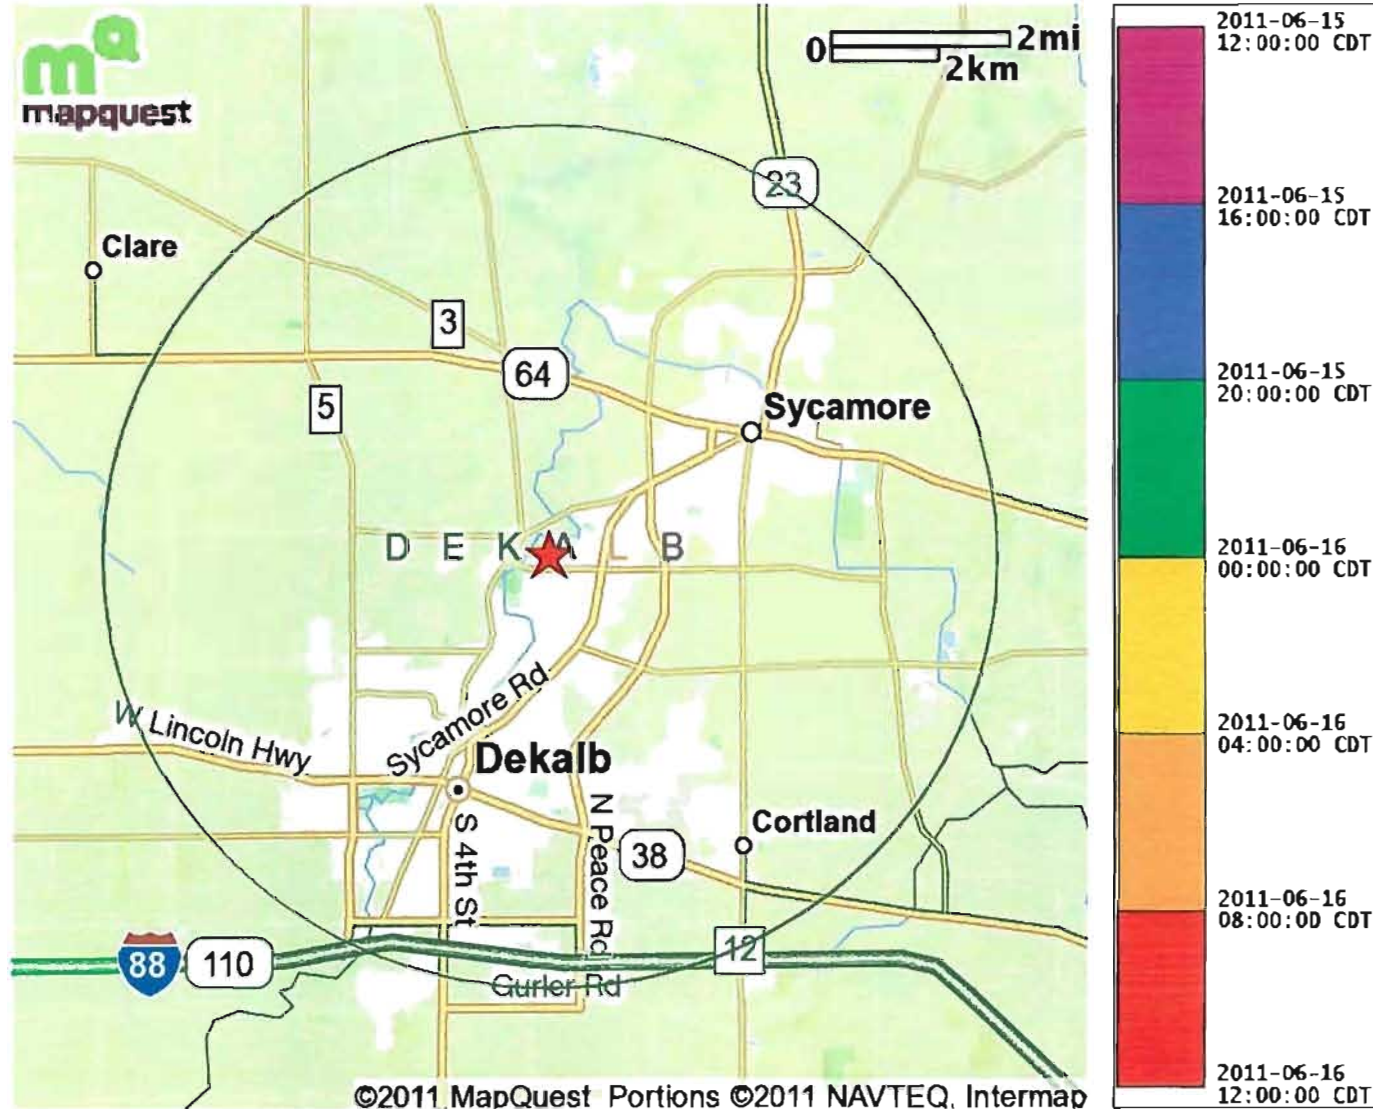 0
2mi
2km
mapquest
23
Clare
3
64
5
Sycamore
D E K A L B
W Lincoln Hwy
Sycamore Rd
Dekalb
S 4th St
N Peace Rd
Cortland
38
88
110
12
Gurler Rd
©2011 MapQuest Portions ©2011 NAVTEQ, Intermap
2011-06-15
12:00:00 CDT
2011-06-15
16:00:00 CDT
2011-06-15
20:00:00 CDT
2011-06-16
00:00:00 CDT
2011-06-16
04:00:00 CDT
2011-06-16
08:00:00 CDT
2011-06-16
12:00:00 CDT